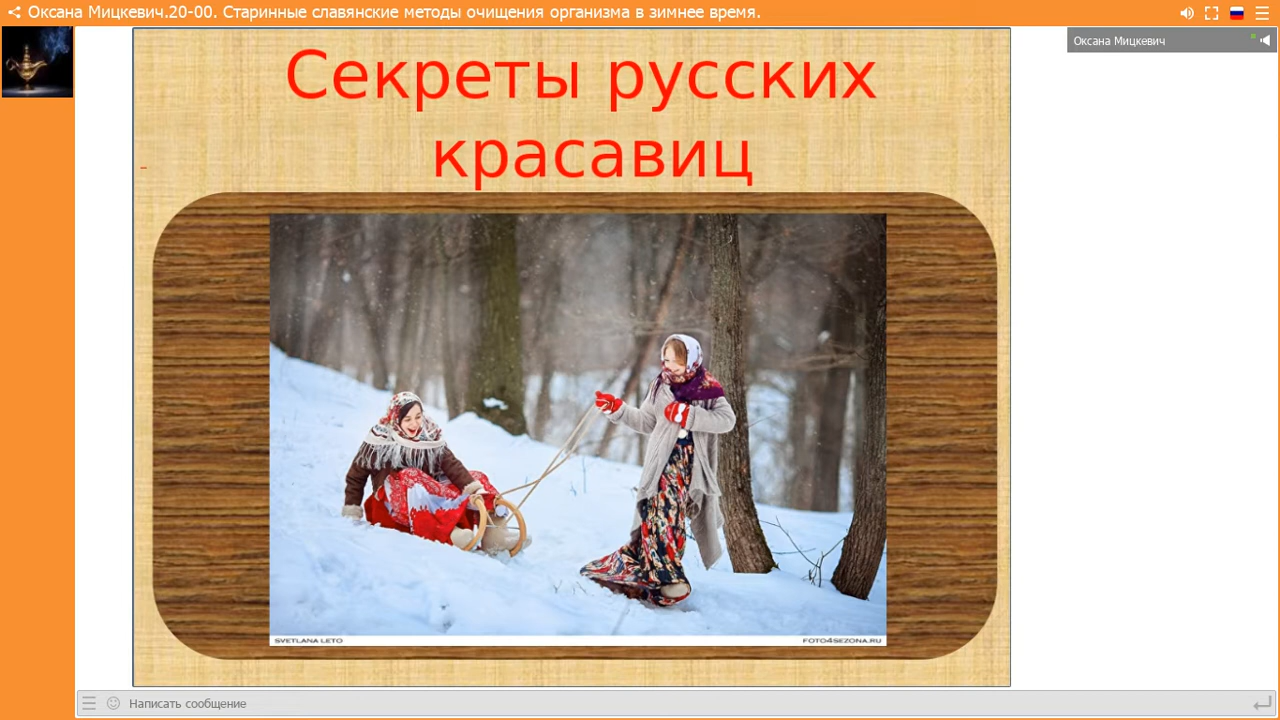 Оксана Мицкевич.20-00. Старинные славянские методы очищения организма в зимнее время.
Оксана Мицкевич
Секреты русских
красавиц
SVETLANA LETO
FOTO4SEZONA.RU
Написать сообщение